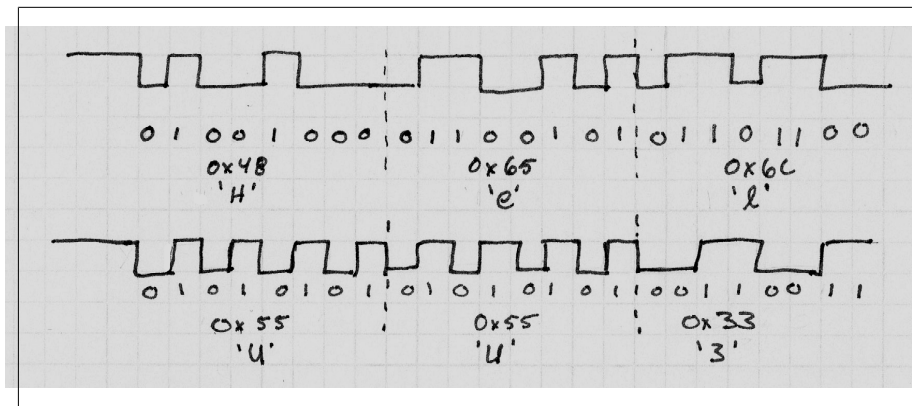 0 1 0 0 1 0 0 0 0 1 1 0 0 1 0 1 0 1 1 0 1 1 0 0
0x48 0x65 0x6C
'H' 'e' 'l'
0 1 0 1 0 1 0 1 0 1 0 1 0 1 0 1 0 0 1 1 0 0 1 1
0x55 0x55 0x33
'U' 'U' '3'